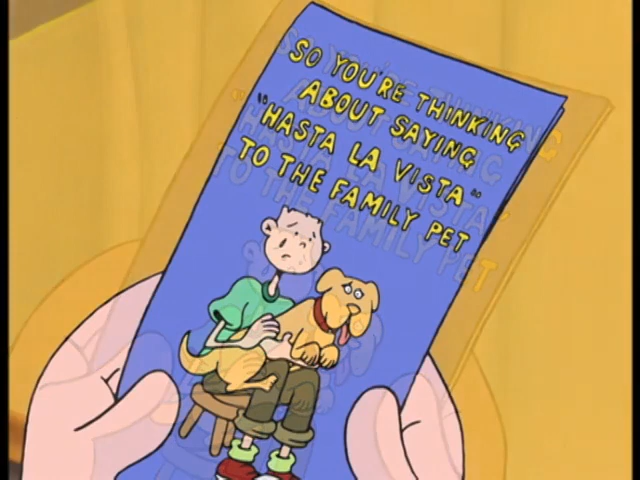 SO YOU'RE THINKING
ABOUT SAYING
"HASTA LA VISTA"
TO THE FAMILY PET